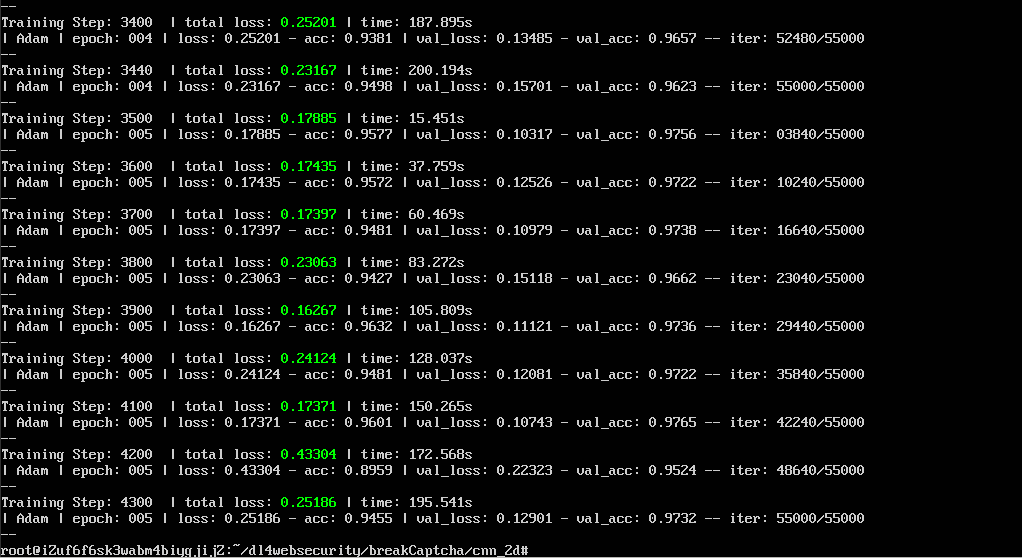 --
Training Step: 3400  | total loss: 0.25201 | time: 187.895s
| Adam | epoch: 004 | loss: 0.25201 - acc: 0.9381 | val_loss: 0.13485 - val_acc: 0.9657 -- iter: 52480/55000
--
Training Step: 3440  | total loss: 0.23167 | time: 200.194s
| Adam | epoch: 004 | loss: 0.23167 - acc: 0.9498 | val_loss: 0.15701 - val_acc: 0.9623 -- iter: 55000/55000
--
Training Step: 3500  | total loss: 0.17885 | time: 15.451s
| Adam | epoch: 005 | loss: 0.17885 - acc: 0.9577 | val_loss: 0.10317 - val_acc: 0.9756 -- iter: 03840/55000
--
Training Step: 3600  | total loss: 0.17435 | time: 37.759s
| Adam | epoch: 005 | loss: 0.17435 - acc: 0.9572 | val_loss: 0.12526 - val_acc: 0.9722 -- iter: 10240/55000
--
Training Step: 3700  | total loss: 0.17397 | time: 60.469s
| Adam | epoch: 005 | loss: 0.17397 - acc: 0.9481 | val_loss: 0.10979 - val_acc: 0.9738 -- iter: 16640/55000
--
Training Step: 3800  | total loss: 0.23063 | time: 83.272s
| Adam | epoch: 005 | loss: 0.23063 - acc: 0.9427 | val_loss: 0.15118 - val_acc: 0.9662 -- iter: 23040/55000
--
Training Step: 3900  | total loss: 0.16267 | time: 105.809s
| Adam | epoch: 005 | loss: 0.16267 - acc: 0.9632 | val_loss: 0.11121 - val_acc: 0.9736 -- iter: 29440/55000
--
Training Step: 4000  | total loss: 0.24124 | time: 128.037s
| Adam | epoch: 005 | loss: 0.24124 - acc: 0.9481 | val_loss: 0.12081 - val_acc: 0.9722 -- iter: 35840/55000
--
Training Step: 4100  | total loss: 0.17371 | time: 150.265s
| Adam | epoch: 005 | loss: 0.17371 - acc: 0.9601 | val_loss: 0.10743 - val_acc: 0.9765 -- iter: 42240/55000
--
Training Step: 4200  | total loss: 0.43304 | time: 172.568s
| Adam | epoch: 005 | loss: 0.43304 - acc: 0.8959 | val_loss: 0.22323 - val_acc: 0.9524 -- iter: 48640/55000
--
Training Step: 4300  | total loss: 0.25186 | time: 195.541s
| Adam | epoch: 005 | loss: 0.25186 - acc: 0.9455 | val_loss: 0.12901 - val_acc: 0.9732 -- iter: 55000/55000
--
root@iZuf6f6sk3wabm4biygjijZ:~/dl4websecurity/breakCaptcha/cnn_2d#